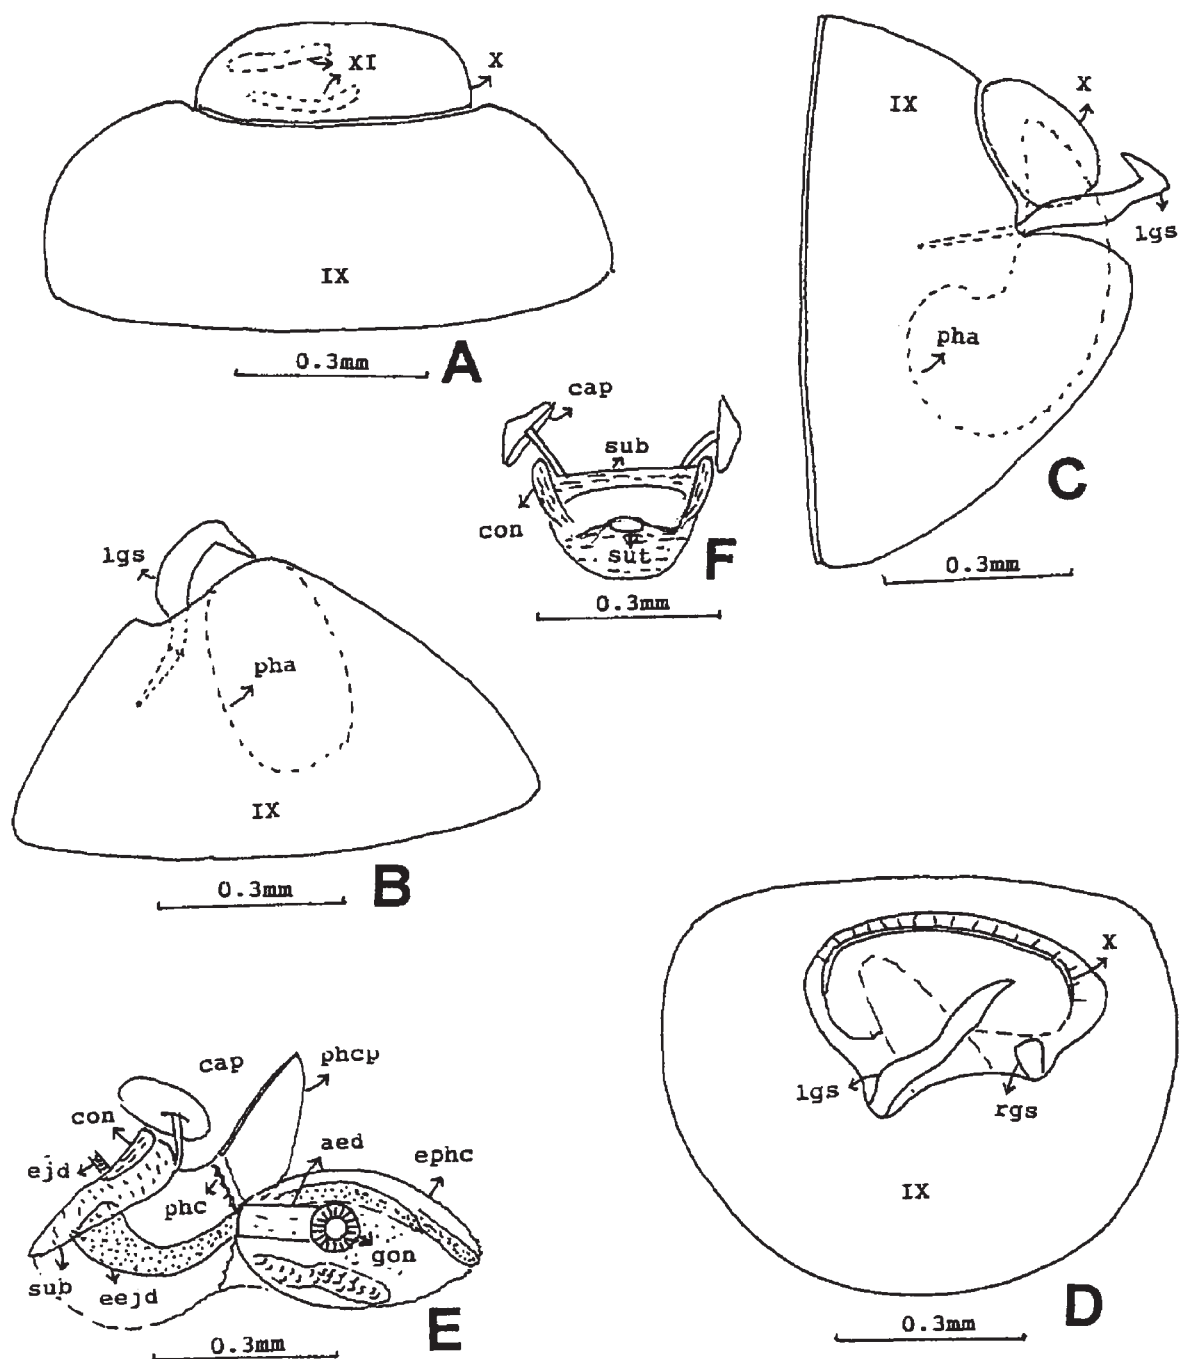 XI
X
IX
0.3mm
A
IX
X
lgs
pha
C
0.3mm
cap
sub
con
sut
F
0.3mm
lgs
pha
IX
0.3mm
B
X
lgs
rgs
IX
D
0.3mm
cap
phcp
con
ejd
aed
ephc
phc
gon
sub
eejd
E
0.3mm